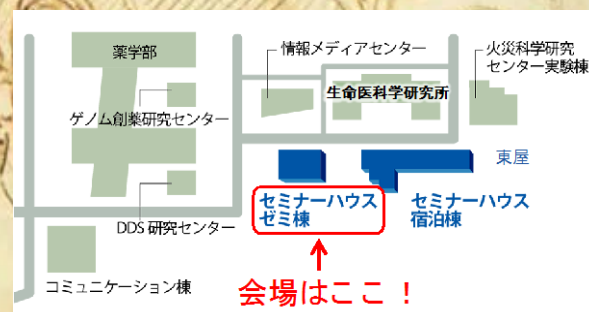 薬学部
情報メディアセンター
火災科学研究
センター実験棟
生命医科学研究所
ゲノム創薬研究センター
東屋
セミナーハウス
ゼミ棟
セミナーハウス
宿泊棟
DDS研究センター
コミュニケーション棟
会場はここ！